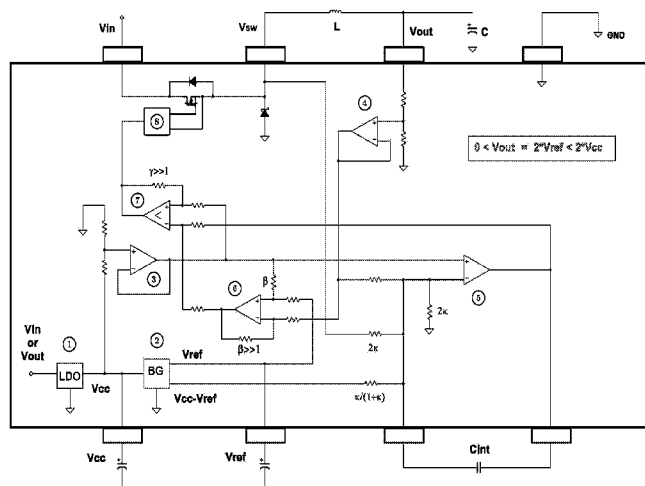 Vin
Vsw
L
Vout
C
GND
8
4
0 < Vout = 2*Vref < 2*Vcc
γ>>1
7
<
3
β
6
5
2κ
β>>1
2κ
Vin
or
Vout
1
2
LDO
BG
Vref
Vcc
Vcc-Vref
κ/(1+κ)
Vcc
Vref
Cint